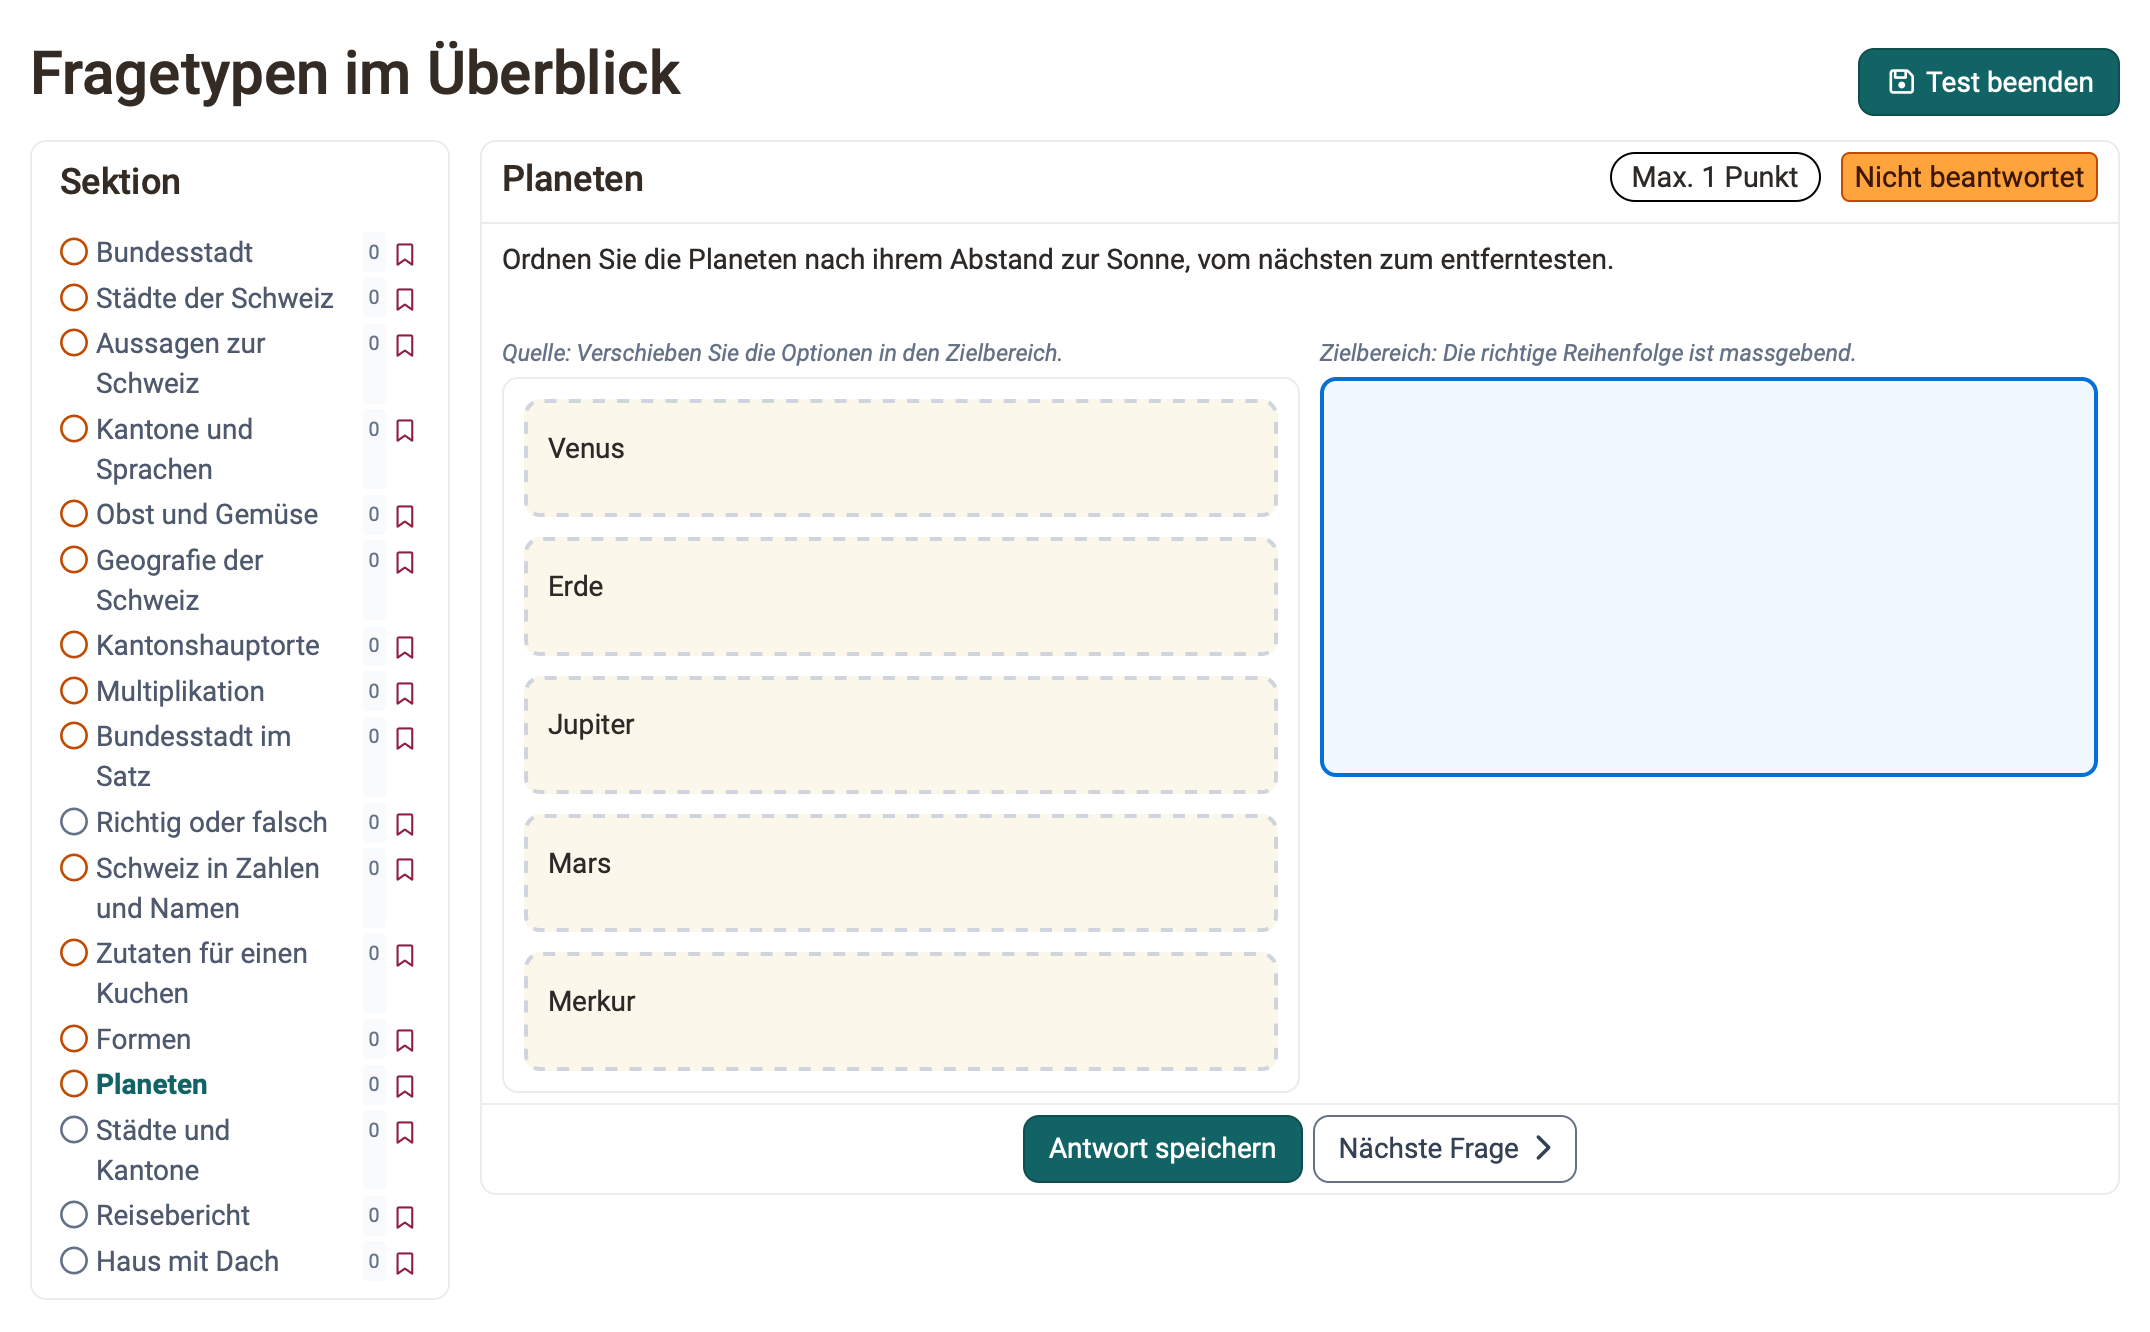 Fragetypen im Überblick
Test beenden
Sektion
Bundesstadt 0
Städte der Schweiz 0
Aussagen zur 0
Schweiz
Kantone und 0
Sprachen
Obst und Gemüse 0
Geografie der 0
Schweiz
Kantonshauptorte 0
Multiplikation 0
Bundesstadt im 0
Satz
Richtig oder falsch 0
Schweiz in Zahlen 0
und Namen
Zutaten für einen 0
Kuchen
Formen 0
Planeten 0
Städte und 0
Kantone
Reisebericht 0
Haus mit Dach 0
Planeten
Max. 1 Punkt
Nicht beantwortet
Ordnen Sie die Planeten nach ihrem Abstand zur Sonne, vom nächsten zum entferntesten.
Quelle: Verschieben Sie die Optionen in den Zielbereich.
Venus
Erde
Jupiter
Mars
Merkur
Zielbereich: Die richtige Reihenfolge ist massgebend.
Antwort speichern
Nächste Frage